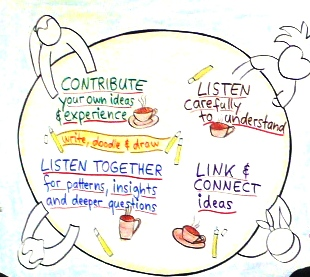 CONTRIBUTE
your own ideas
& experience
LISTEN
carefully
to understand
write, doodle & draw
LISTEN TOGETHER
for patterns, insights
and deeper questions
LINK &
CONNECT
ideas